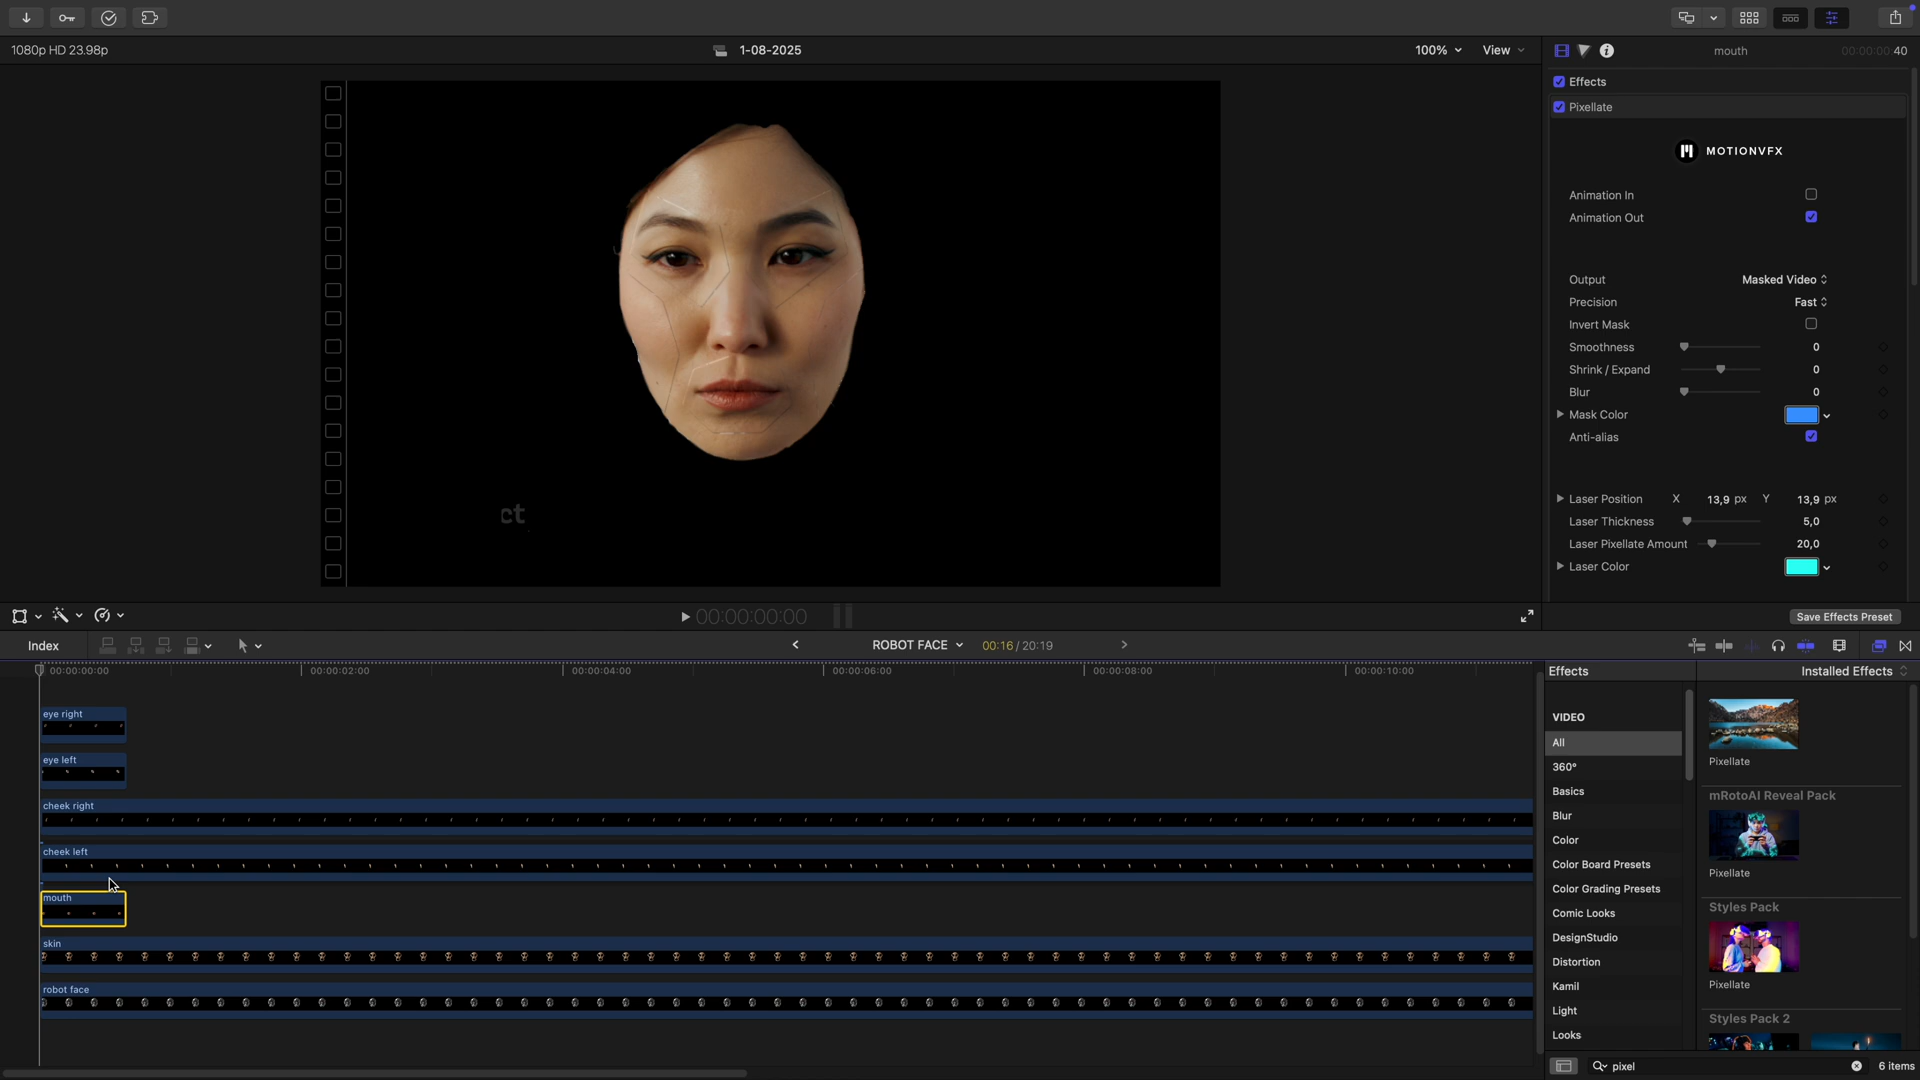 1080p HD 23.98p
1-08-2025
100%
View
mouth
00:00:00:00 40
Effects
Pixellate
MOTIONVFX
Animation In
Animation Out
Output
Masked Video
Precision
Fast
Invert Mask
Smoothness
0
Shrink / Expand
0
Blur
0
Mask Color
Anti-alias
Laser Position X 13,9 px Y 13,9 px
Laser Thickness
5,0
Laser Pixellate Amount
20,0
Laser Color
ct
00:00:00:00
Save Effects Preset
Index
ROBOT FACE
00:16 / 20:19
00:00:00:00
00:00:02:00
00:00:04:00
00:00:06:00
00:00:08:00
00:00:10:00
eye right
eye left
cheek right
cheek left
mouth
skin
robot face
Effects
Installed Effects
VIDEO
All
360°
Basics
Blur
Color
Color Board Presets
Color Grading Presets
Comic Looks
DesignStudio
Distortion
Kamil
Light
Looks
Pixellate
mRotoAI Reveal Pack
Pixellate
Styles Pack
Pixellate
Styles Pack 2
pixel
6 items